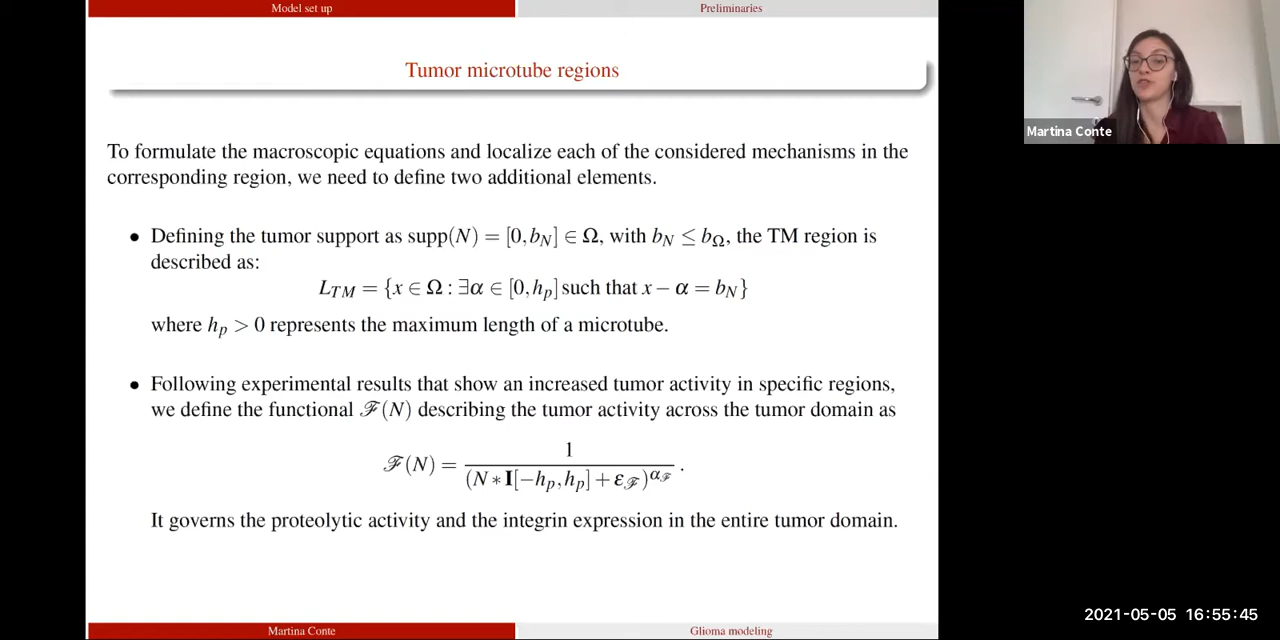 Model set up
Preliminaries
Tumor microtube regions
To formulate the macroscopic equations and localize each of the considered mechanisms in the
corresponding region, we need to define two additional elements.
• Defining the tumor support as supp(N) = [0, b_N] ∈ Ω, with b_N ≤ b_Ω, the TM region is
described as:
L_TM = {x ∈ Ω : ∃α ∈ [0, h_p] such that x − α = b_N}
where h_p > 0 represents the maximum length of a microtube.
• Following experimental results that show an increased tumor activity in specific regions,
we define the functional ℱ(N) describing the tumor activity across the tumor domain as
ℱ(N) = 1 / (N ∗ I[−h_p, h_p] + ε_ℱ)^α_ℱ .
It governs the proteolytic activity and the integrin expression in the entire tumor domain.
Martina Conte
Glioma modeling
Martina Conte
2021-05-05 16:55:45